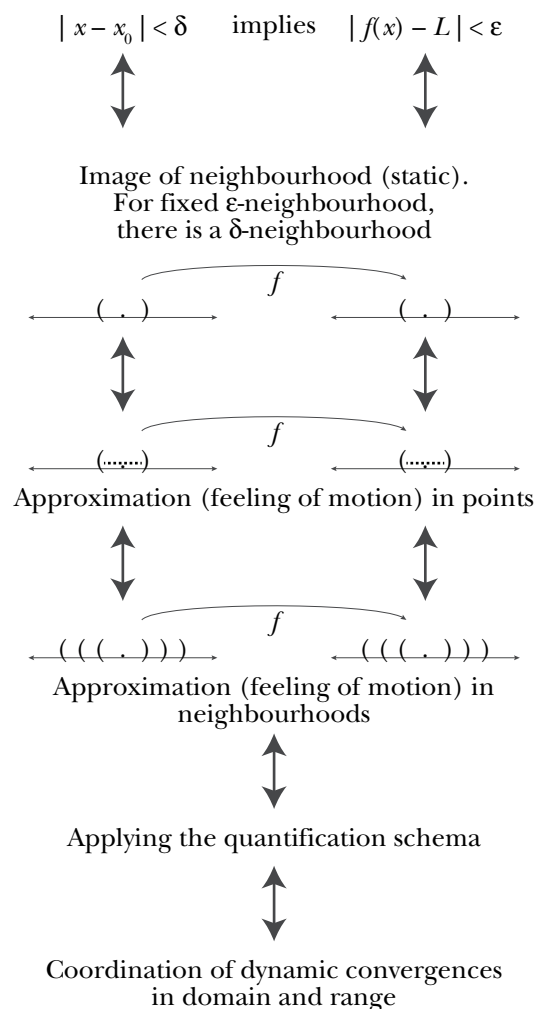 | x – x₀ | < δ implies | f(x) – L | < ε
Image of neighbourhood (static).
For fixed ε-neighbourhood,
there is a δ-neighbourhood
f
( . ) ( . )
f
(.......) (.......)
Approximation (feeling of motion) in points
f
( ( ( . ) ) ) ( ( ( . ) ) )
Approximation (feeling of motion) in
neighbourhoods
Applying the quantification schema
Coordination of dynamic convergences
in domain and range